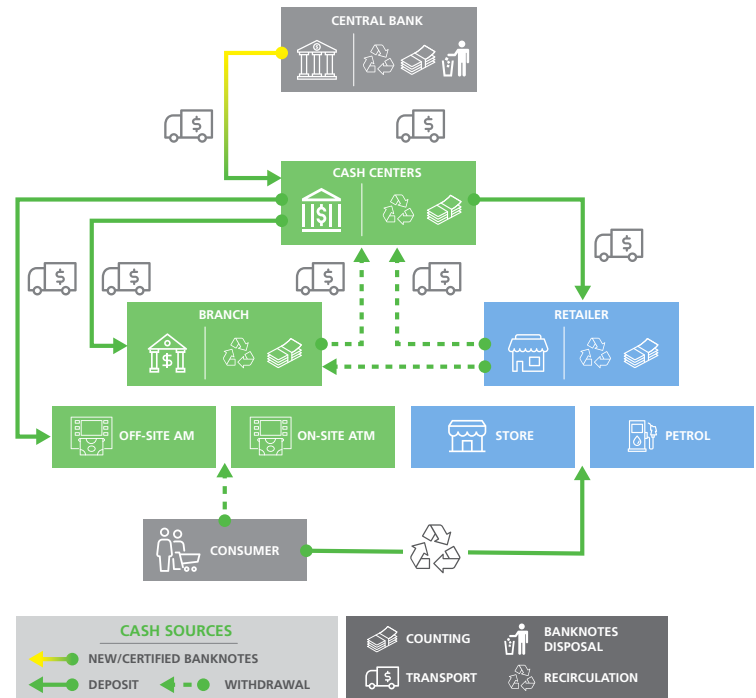 CENTRAL BANK
$
$
$
CASH CENTERS
$
$
$
$
$
$
BRANCH
RETAILER
$
OFF-SITE AM
ON-SITE ATM
STORE
PETROL
CONSUMER
CASH SOURCES
NEW/CERTIFIED BANKNOTES
DEPOSIT
WITHDRAWAL
COUNTING
BANKNOTES
DISPOSAL
$
TRANSPORT
RECIRCULATION